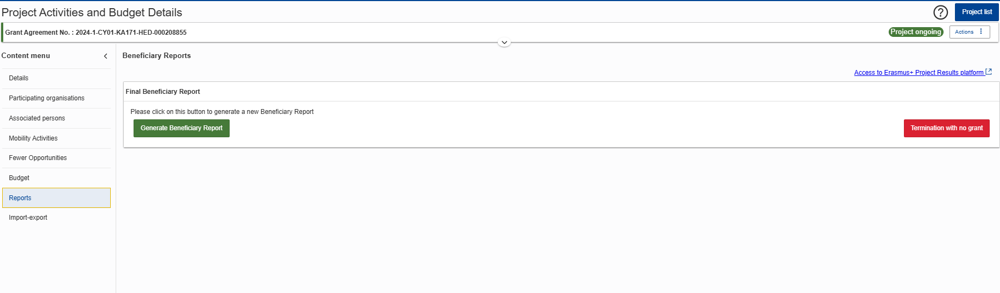 Project Activities and Budget Details
Project list
Grant Agreement No. : 2024-1-CY01-KA171-HED-000208855
Project ongoing
Actions
Content menu
Details
Participating organisations
Associated persons
Mobility Activities
Fewer Opportunities
Budget
Reports
Import-export
Beneficiary Reports
Access to Erasmus+ Project Results platform
Final Beneficiary Report
Please click on this button to generate a new Beneficiary Report
Generate Beneficiary Report
Termination with no grant